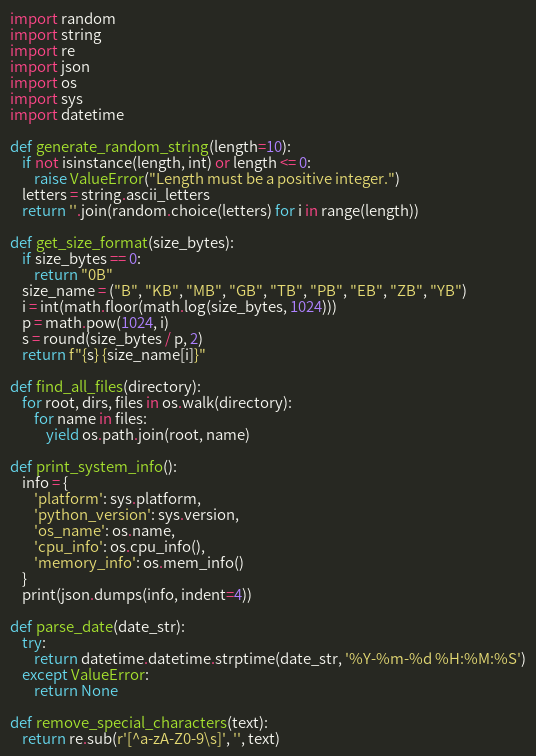 import random
import string
import re
import json
import os
import sys
import datetime

def generate_random_string(length=10):
    if not isinstance(length, int) or length <= 0:
        raise ValueError("Length must be a positive integer.")
    letters = string.ascii_letters
    return ''.join(random.choice(letters) for i in range(length))

def get_size_format(size_bytes):
    if size_bytes == 0:
        return "0B"
    size_name = ("B", "KB", "MB", "GB", "TB", "PB", "EB", "ZB", "YB")
    i = int(math.floor(math.log(size_bytes, 1024)))
    p = math.pow(1024, i)
    s = round(size_bytes / p, 2)
    return f"{s} {size_name[i]}"

def find_all_files(directory):
    for root, dirs, files in os.walk(directory):
        for name in files:
            yield os.path.join(root, name)

def print_system_info():
    info = {
        'platform': sys.platform,
        'python_version': sys.version,
        'os_name': os.name,
        'cpu_info': os.cpu_info(),
        'memory_info': os.mem_info()
    }
    print(json.dumps(info, indent=4))

def parse_date(date_str):
    try:
        return datetime.datetime.strptime(date_str, '%Y-%m-%d %H:%M:%S')
    except ValueError:
        return None

def remove_special_characters(text):
    return re.sub(r'[^a-zA-Z0-9\s]', '', text)